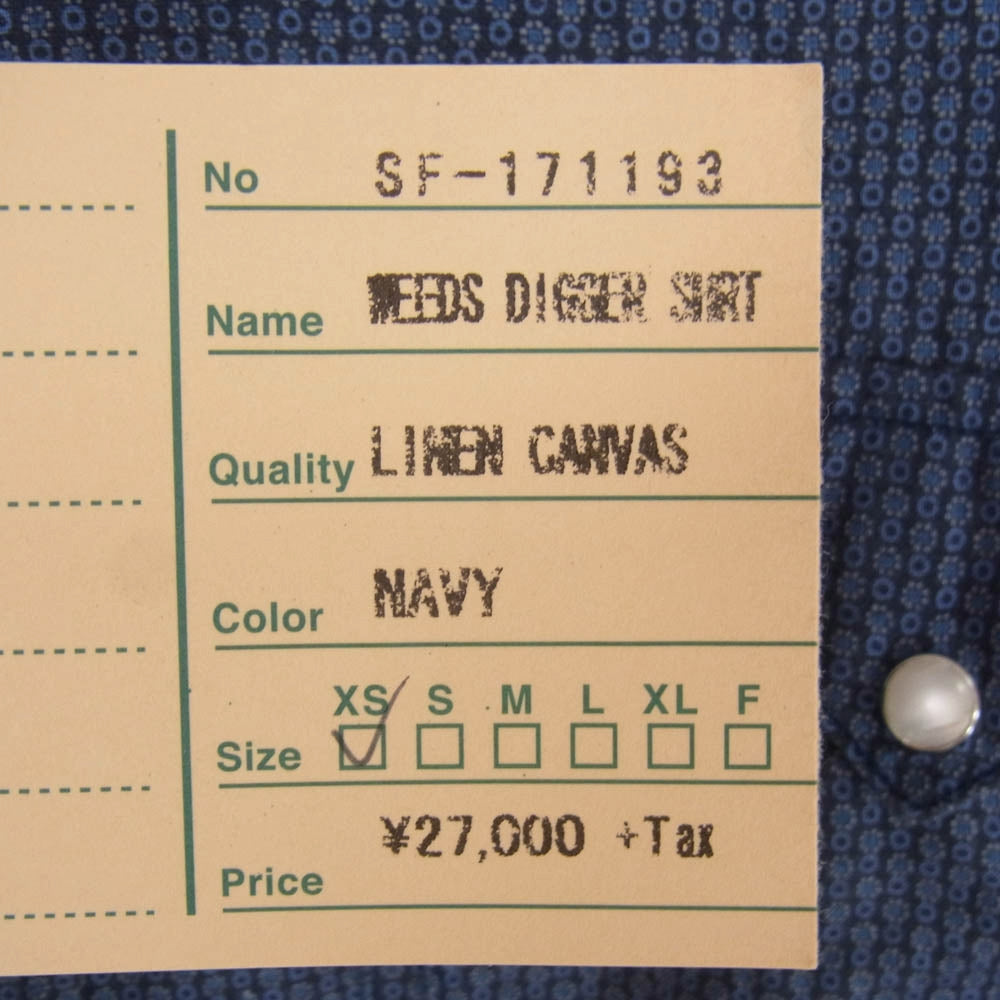 No SF-171193
Name WEEDS DIGGER SHIRT
Quality LINEN CANVAS
Color NAVY
XS S M L XL F
Size
¥27,000 +Tax
Price